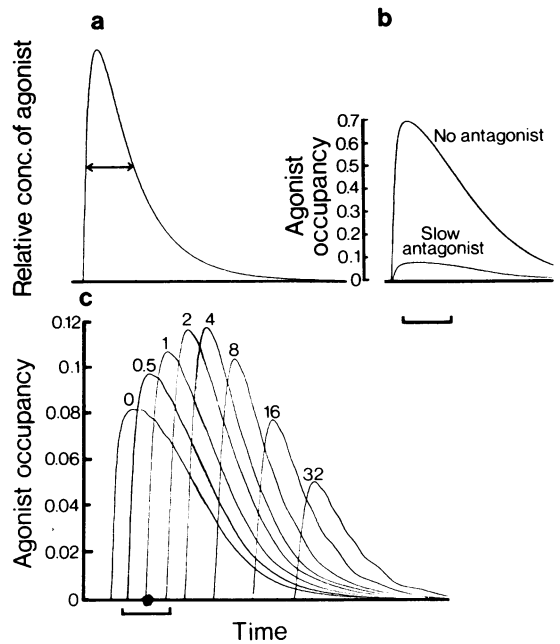 a
Relative conc. of agonist
b
Agonist
occupancy
0.7
0.6
0.5
0.4
0.3
0.2
0.1
0
No antagonist
Slow
antagonist
c
Agonist occupancy
0.12
0.1
0.08
0.06
0.04
0.02
0
0
0.5
1
2
4
8
16
32
Time